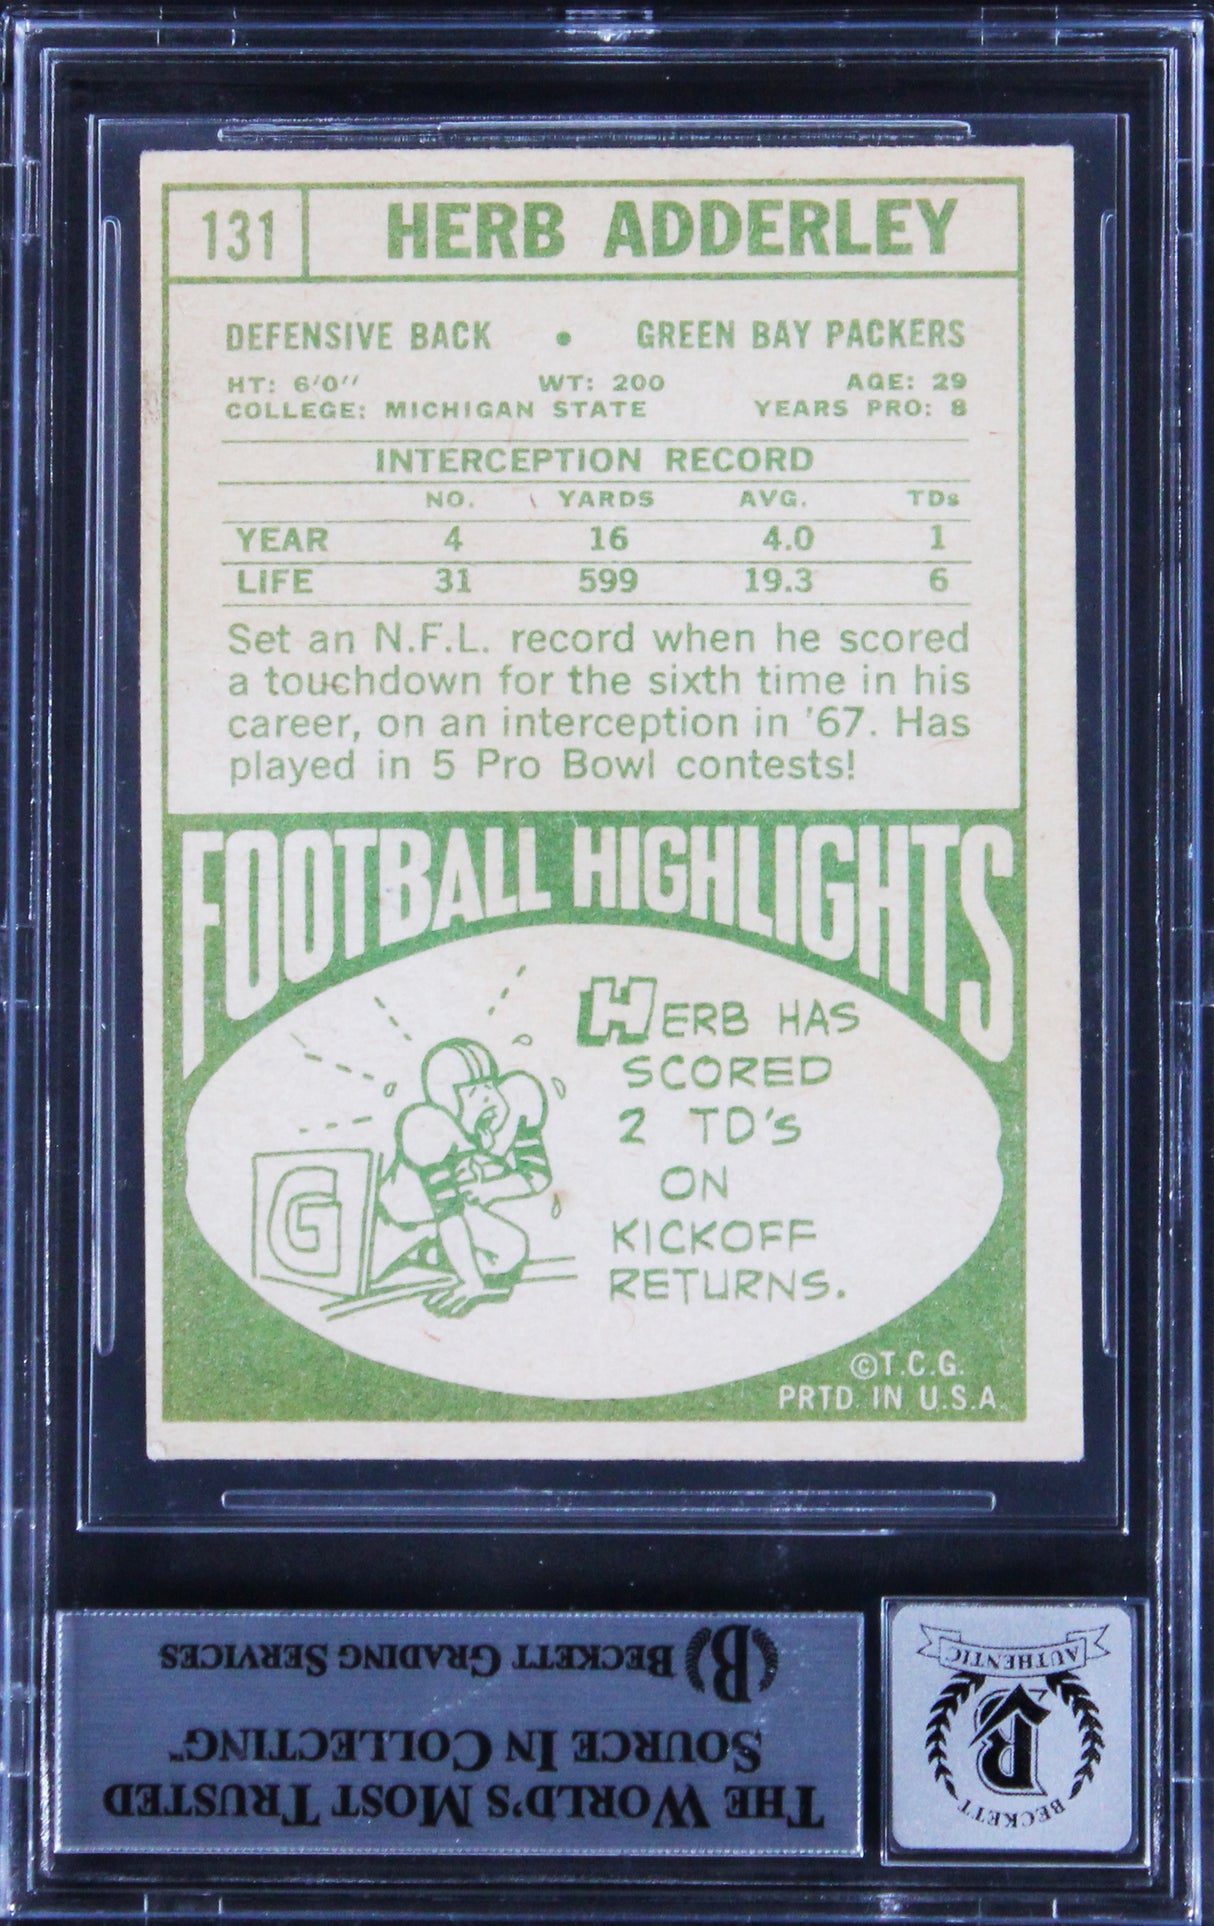 131 HERB ADDERLEY
DEFENSIVE BACK • GREEN BAY PACKERS
HT: 6'0" WT: 200 AGE: 29
COLLEGE: MICHIGAN STATE YEARS PRO: 8
INTERCEPTION RECORD
NO. YARDS AVG. TDs
YEAR 4 16 4.0 1
LIFE 31 599 19.3 6
Set an N.F.L. record when he scored
a touchdown for the sixth time in his
career, on an interception in '67. Has
played in 5 Pro Bowl contests!
FOOTBALL HIGHLIGHTS
HERB HAS
SCORED
2 TD'S
ON
KICKOFF
RETURNS.
G
©T.C.G.
PRTD. IN U.S.A.
B BECKETT GRADING SERVICES
THE WORLD'S MOST TRUSTED
SOURCE IN COLLECTING™
BECKETT
B
AUTHENTIC